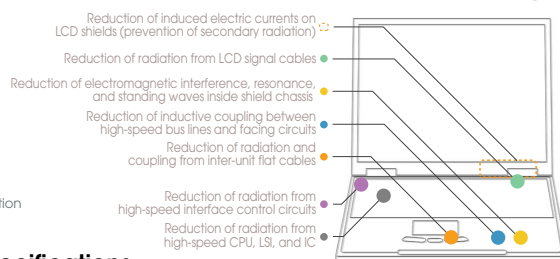 Reduction of induced electric currents on
LCD shields (prevention of secondary radiation)
Reduction of radiation from LCD signal cables
Reduction of electromagnetic interference, resonance,
and standing waves inside shield chassis
Reduction of inductive coupling between
high-speed bus lines and facing circuits
Reduction of radiation and
coupling from inter-unit flat cables
tion
Reduction of radiation from
high-speed interface control circuits
Reduction of radiation from
high-speed CPU, LSI, and IC